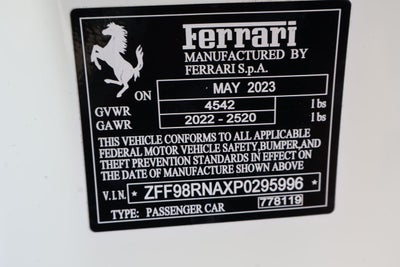 Ferrari
MANUFACTURED BY
FERRARI S.p.A.
ON MAY 2023
GVWR 4542 lbs
GAWR 2022 - 2520 lbs
THIS VEHICLE CONFORMS TO ALL APPLICABLE
FEDERAL MOTOR VEHICLE SAFETY, BUMPER, AND
THEFT PREVENTION STANDARDS IN EFFECT ON
THE DATE OF MANUFACTURE SHOWN ABOVE
V.I.N. * ZFF98RNAXP0295996 *
TYPE: PASSENGER CAR 778119